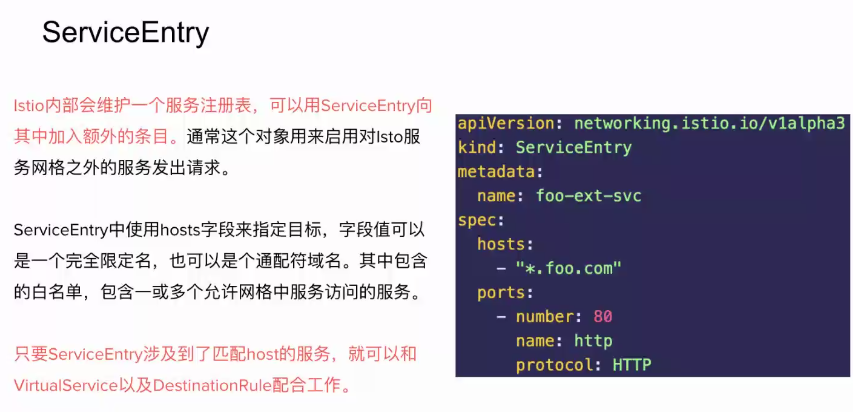 ServiceEntry
Istio内部会维护一个服务注册表，可以用ServiceEntry向
其中加入额外的条目。通常这个对象用来启用对Isto服
务网格之外的服务发出请求。
ServiceEntry中使用hosts字段来指定目标，字段值可以
是一个完全限定名，也可以是个通配符域名。其中包含
的白名单，包含一或多个允许网格中服务访问的服务。
只要ServiceEntry涉及到了匹配host的服务，就可以和
VirtualService以及DestinationRule配合工作。
apiVersion: networking.istio.io/v1alpha3
kind: ServiceEntry
metadata:
  name: foo-ext-svc
spec:
  hosts:
    - "*.foo.com"
  ports:
    - number: 80
      name: http
      protocol: HTTP